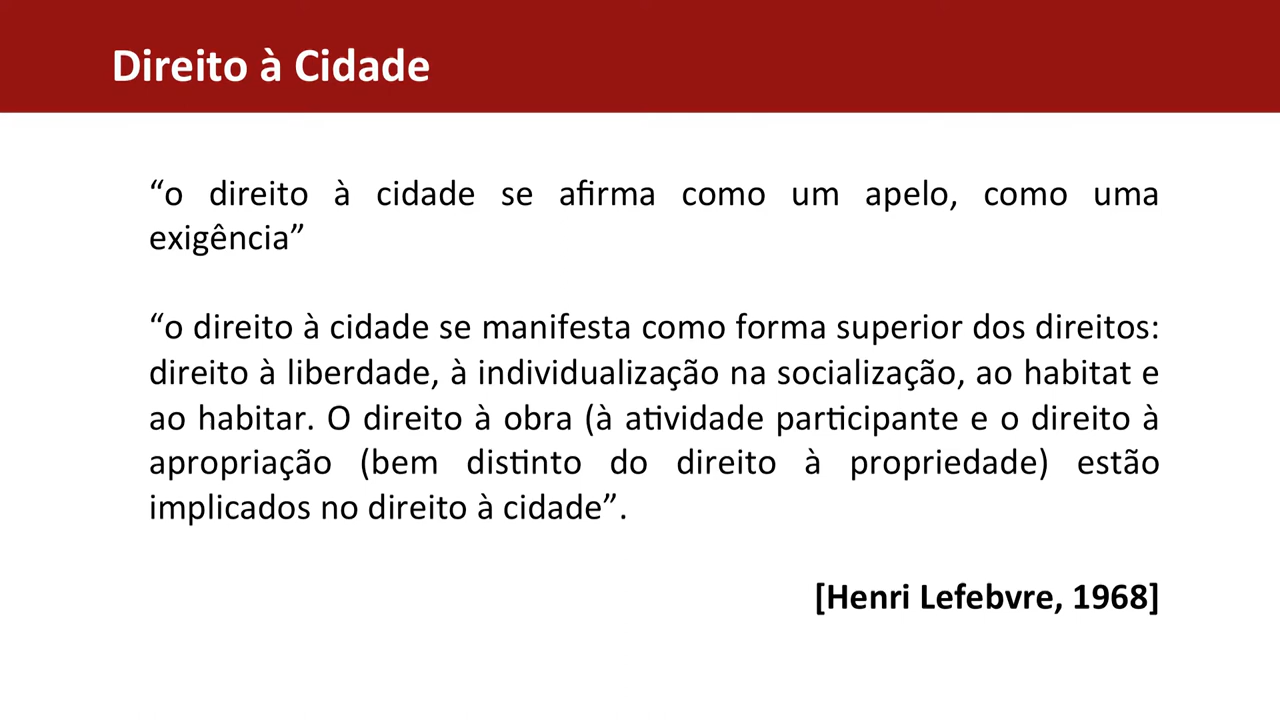 Direito à Cidade
“o direito à cidade se afirma como um apelo, como uma
exigência”
“o direito à cidade se manifesta como forma superior dos direitos:
direito à liberdade, à individualização na socialização, ao habitat e
ao habitar. O direito à obra (à atividade participante e o direito à
apropriação (bem distinto do direito à propriedade) estão
implicados no direito à cidade”.
[Henri Lefebvre, 1968]